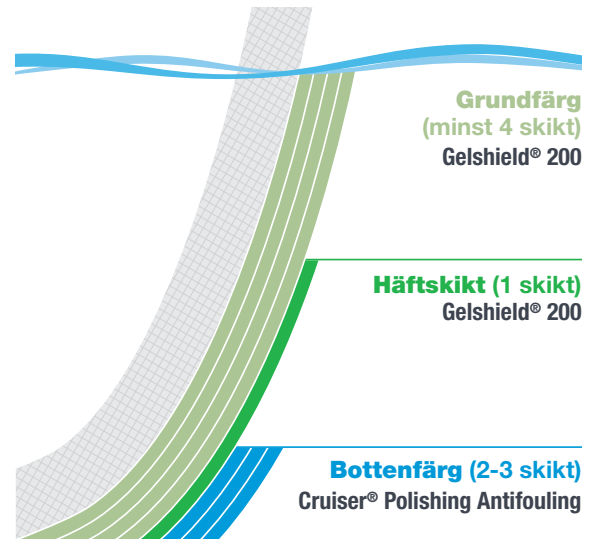 Grundfärg
(minst 4 skikt)
Gelshield® 200
Häftskikt (1 skikt)
Gelshield® 200
Bottenfärg (2-3 skikt)
Cruiser® Polishing Antifouling